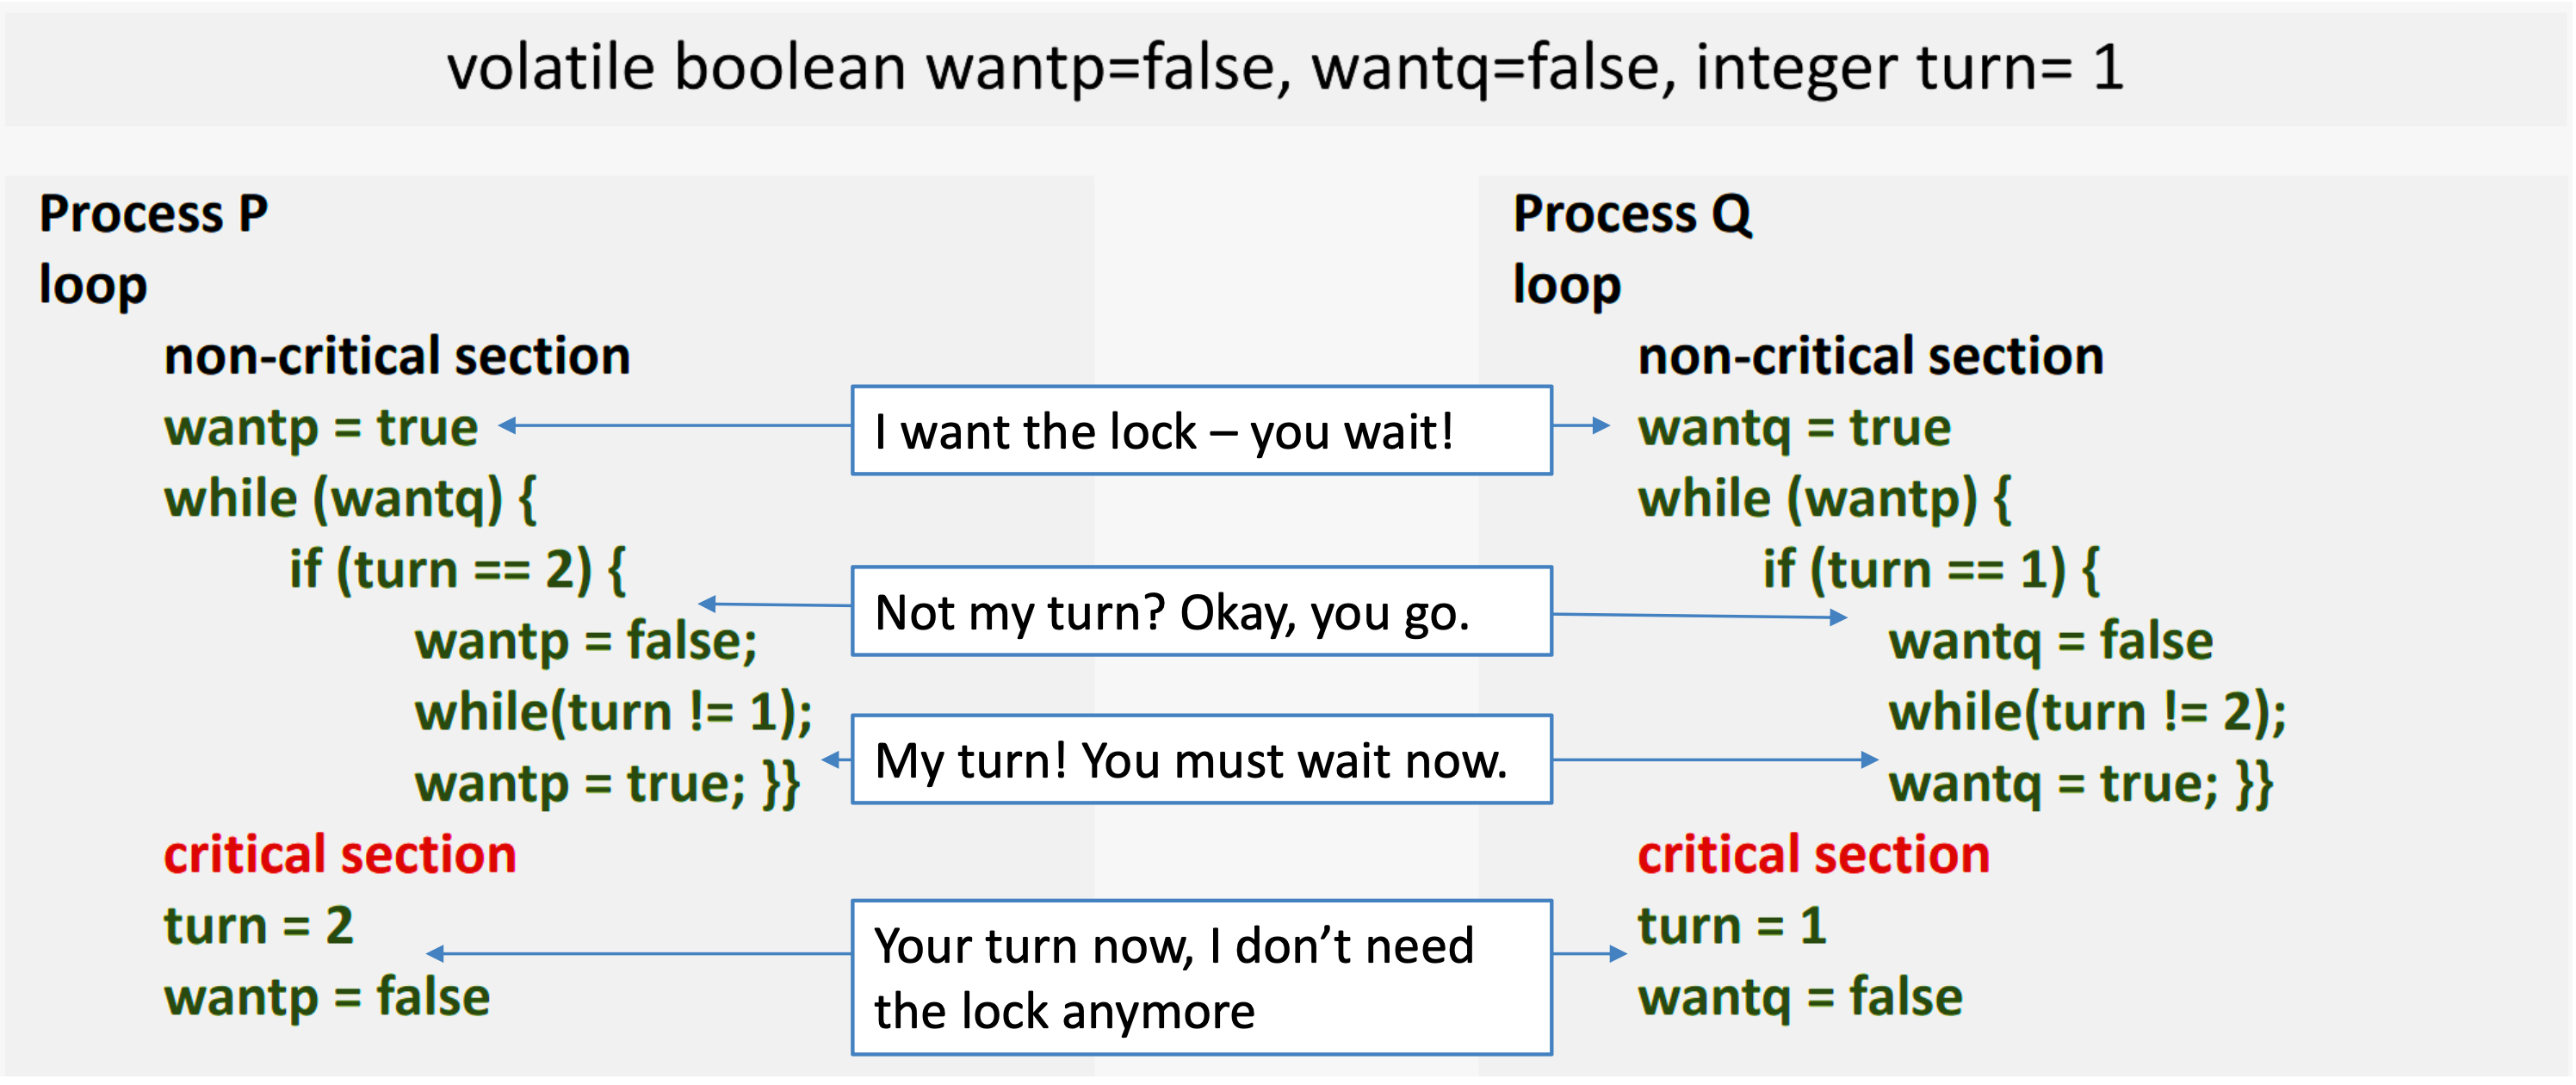 volatile boolean wantp=false, wantq=false, integer turn= 1
Process P
loop
non-critical section
wantp = true
while (wantq) {
if (turn == 2) {
wantp = false;
while(turn != 1);
wantp = true; }}
critical section
turn = 2
wantp = false
I want the lock – you wait!
Not my turn? Okay, you go.
My turn! You must wait now.
Your turn now, I don’t need
the lock anymore
Process Q
loop
non-critical section
wantq = true
while (wantp) {
if (turn == 1) {
wantq = false
while(turn != 2);
wantq = true; }}
critical section
turn = 1
wantq = false